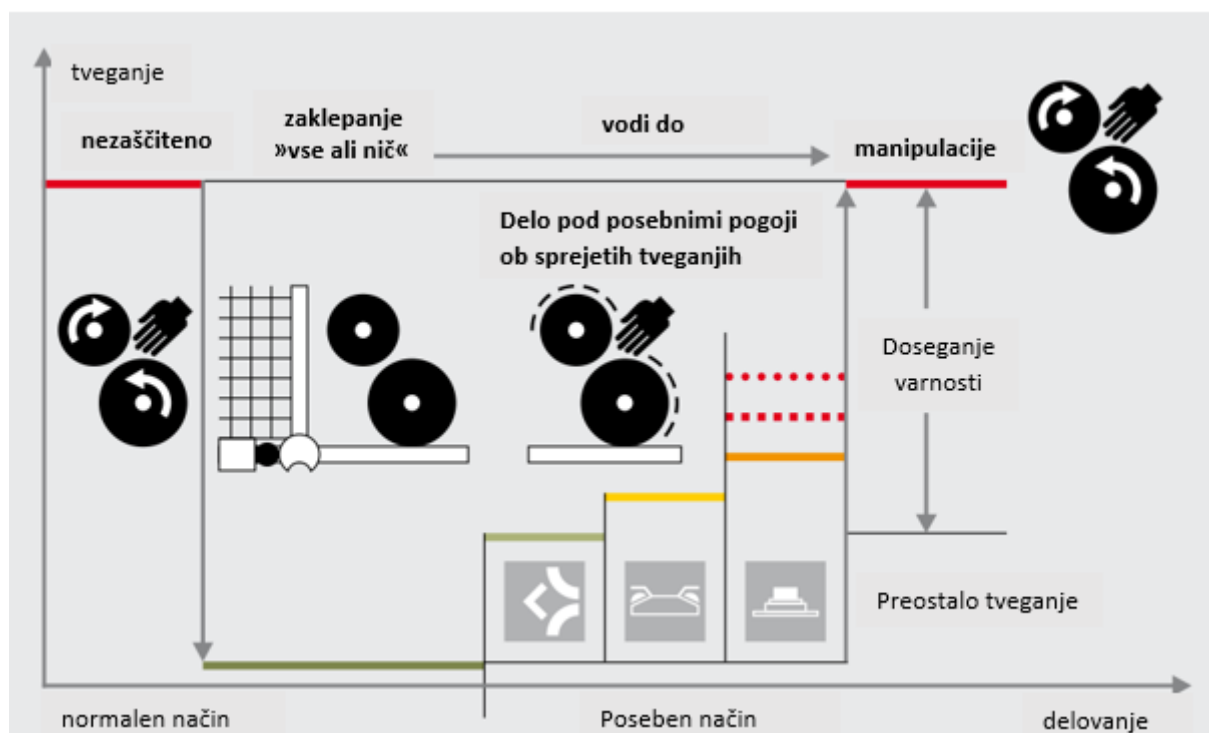 tveganje
nezaščiteno
zaklepanje
»vse ali nič«
vodi do
manipulacije
Delo pod posebnimi pogoji
ob sprejetih tveganjih
Doseganje
varnosti
Preostalo tveganje
normalen način
Poseben način
delovanje